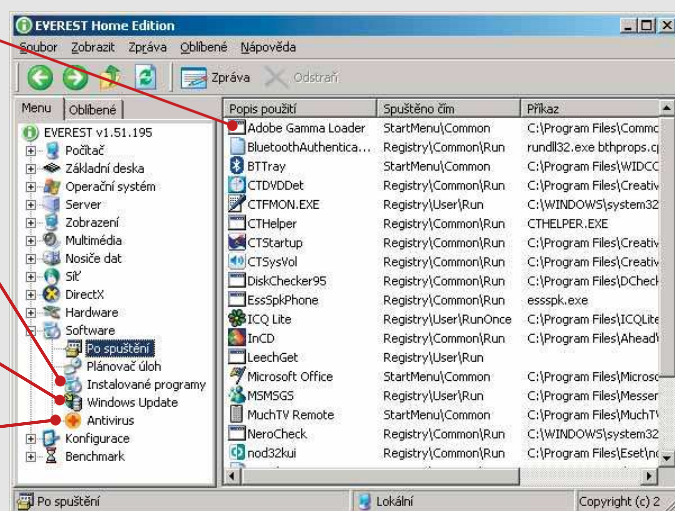 EVEREST Home Edition
Soubor Zobrazit Zpráva Oblíbené Nápověda
Zpráva Odstraň
Menu Oblíbené
EVEREST v1.51.195
Počítač
Základní deska
Operační systém
Server
Zobrazení
Multimédia
Nosiče dat
Síť
DirectX
Hardware
Software
Po spuštění
Plánovač úloh
Instalované programy
Windows Update
Antivirus
Konfigurace
Benchmark
Popis použití Spuštěno čím Příkaz
Adobe Gamma Loader StartMenu\Common C:\Program Files\Commo
BluetoothAuthentica... Registry\Common\Run rundll32.exe bthprops.c
BTTray StartMenu\Common C:\Program Files\WIDCC
CTDVDDet Registry\Common\Run C:\Program Files\Creativ
CTFMON.EXE Registry\User\Run C:\WINDOWS\system32
CTHelper Registry\Common\Run CTHELPER.EXE
CTStartup Registry\Common\Run C:\Program Files\Creativ
CTSysVol Registry\Common\Run C:\Program Files\Creativ
DiskChecker95 Registry\Common\Run C:\Program Files\DCheck
EssSpkPhone Registry\Common\Run essspk.exe
ICQ Lite Registry\User\RunOnce C:\Program Files\ICQLite
InCD Registry\Common\Run C:\Program Files\Ahead\
LeechGet Registry\User\Run
Microsoft Office StartMenu\Common C:\Program Files\Microso
MSMSGS Registry\User\Run C:\Program Files\Messen
MuchTV Remote StartMenu\Common C:\Program Files\MuchT
NeroCheck Registry\Common\Run C:\WINDOWS\system32
nod32kui Registry\Common\Run C:\Program Files\Eset\no
Po spuštění Lokální Copyright (c) 2